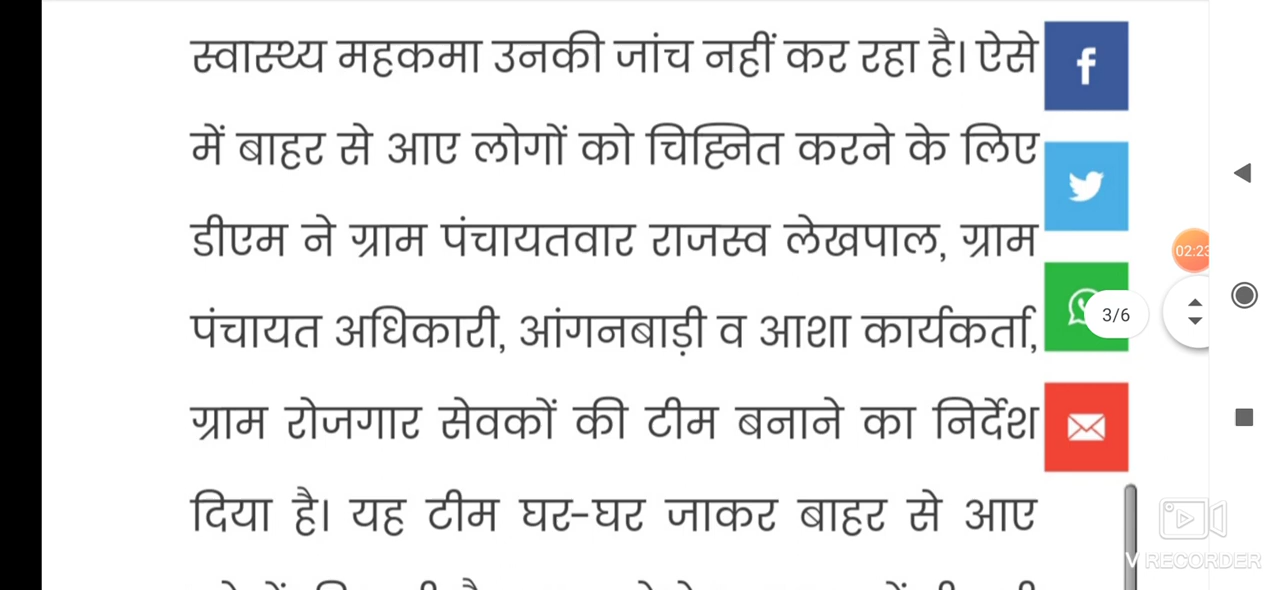 स्वास्थ्य महकमा उनकी जांच नहीं कर रहा है। ऐसे
में बाहर से आए लोगों को चिह्नित करने के लिए
डीएम ने ग्राम पंचायतवार राजस्व लेखपाल, ग्राम
पंचायत अधिकारी, आंगनबाड़ी व आशा कार्यकर्ता,
ग्राम रोजगार सेवकों की टीम बनाने का निर्देश
दिया है। यह टीम घर-घर जाकर बाहर से आए
f
3/6
02:23
V RECORDER